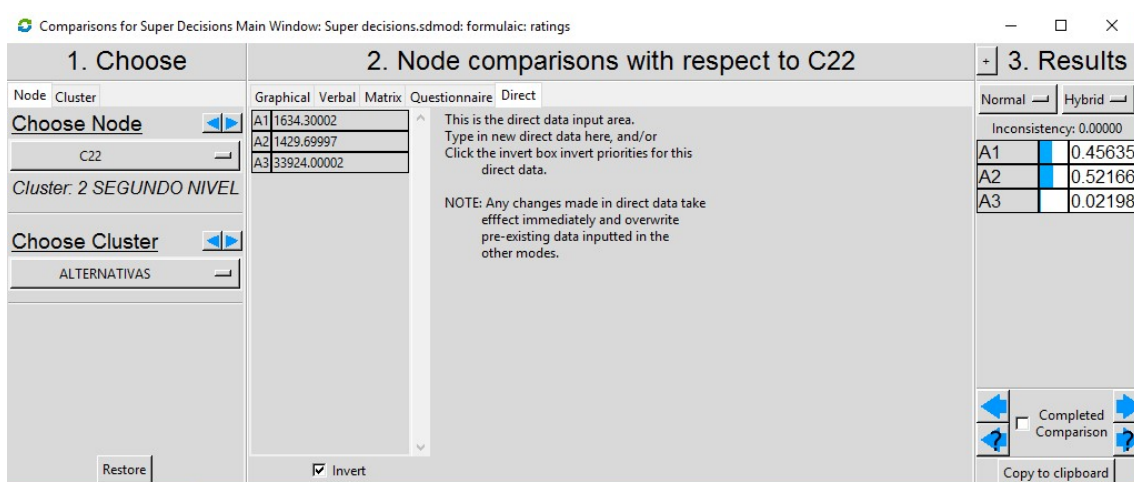 Comparisons for Super Decisions Main Window: Super decisions.sdmod: formulaic: ratings
1. Choose
Node Cluster
Choose Node
C22
Cluster: 2 SEGUNDO NIVEL
Choose Cluster
ALTERNATIVAS
Restore
2. Node comparisons with respect to C22
Graphical Verbal Matrix Questionnaire Direct
A1 1634.30002
A2 1429.69997
A3 33924.00002
This is the direct data input area.
Type in new direct data here, and/or
Click the invert box invert priorities for this
direct data.
NOTE: Any changes made in direct data take
efffect immediately and overwrite
pre-existing data inputted in the
other modes.
Invert
+ 3. Results
Normal Hybrid
Inconsistency: 0.00000
A1 0.45635
A2 0.52166
A3 0.02198
Completed
Comparison
? ?
Copy to clipboard